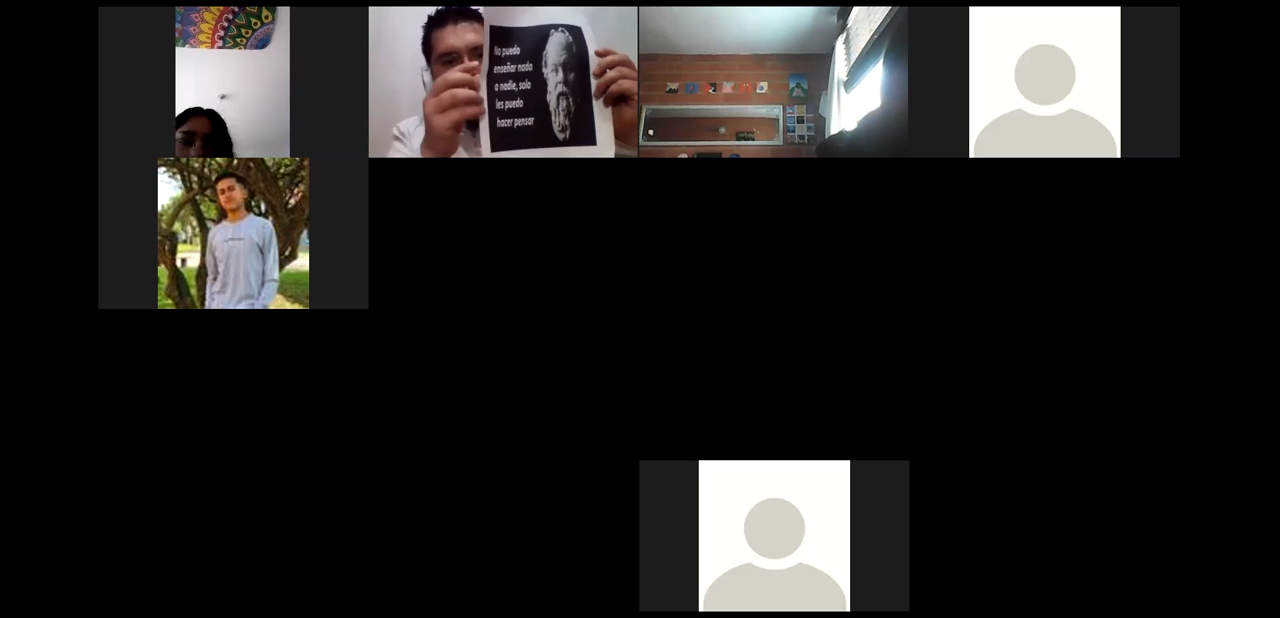 No puedo
enseñar nada
a nadie, solo
les puedo
hacer pensar